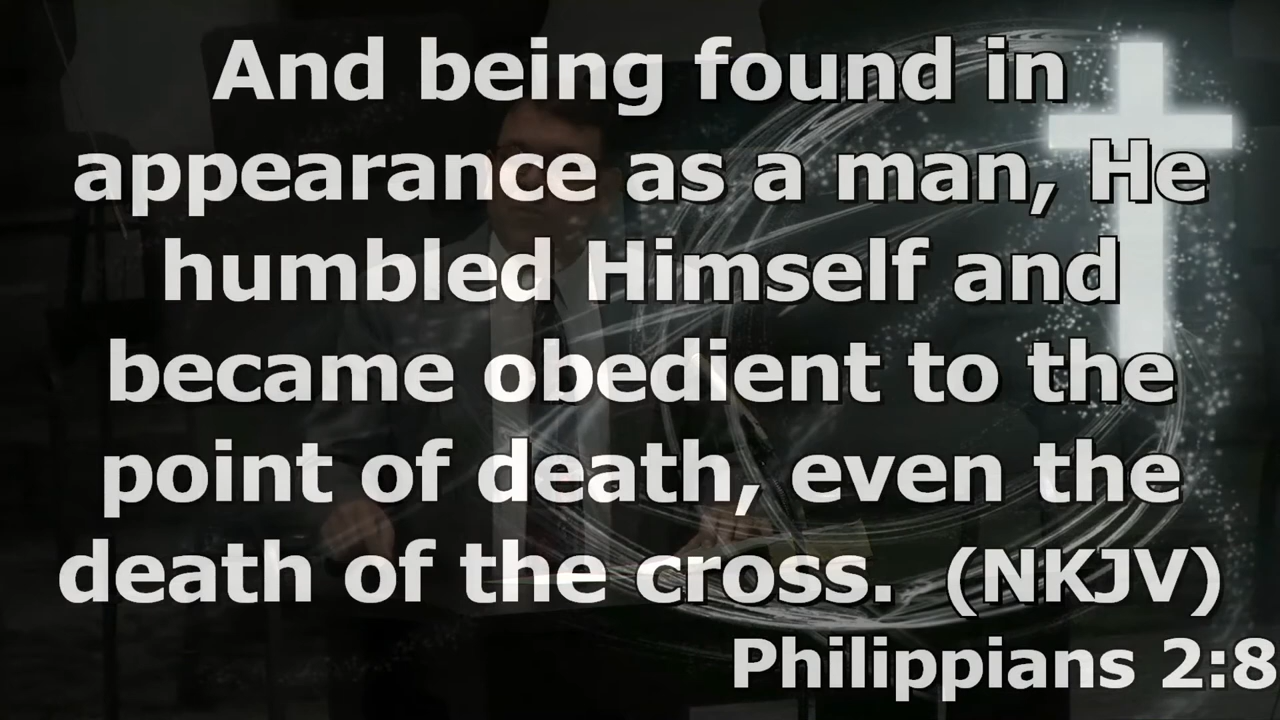 And being found in
appearance as a man, He
humbled Himself and
became obedient to the
point of death, even the
death of the cross. (NKJV)
Philippians 2:8